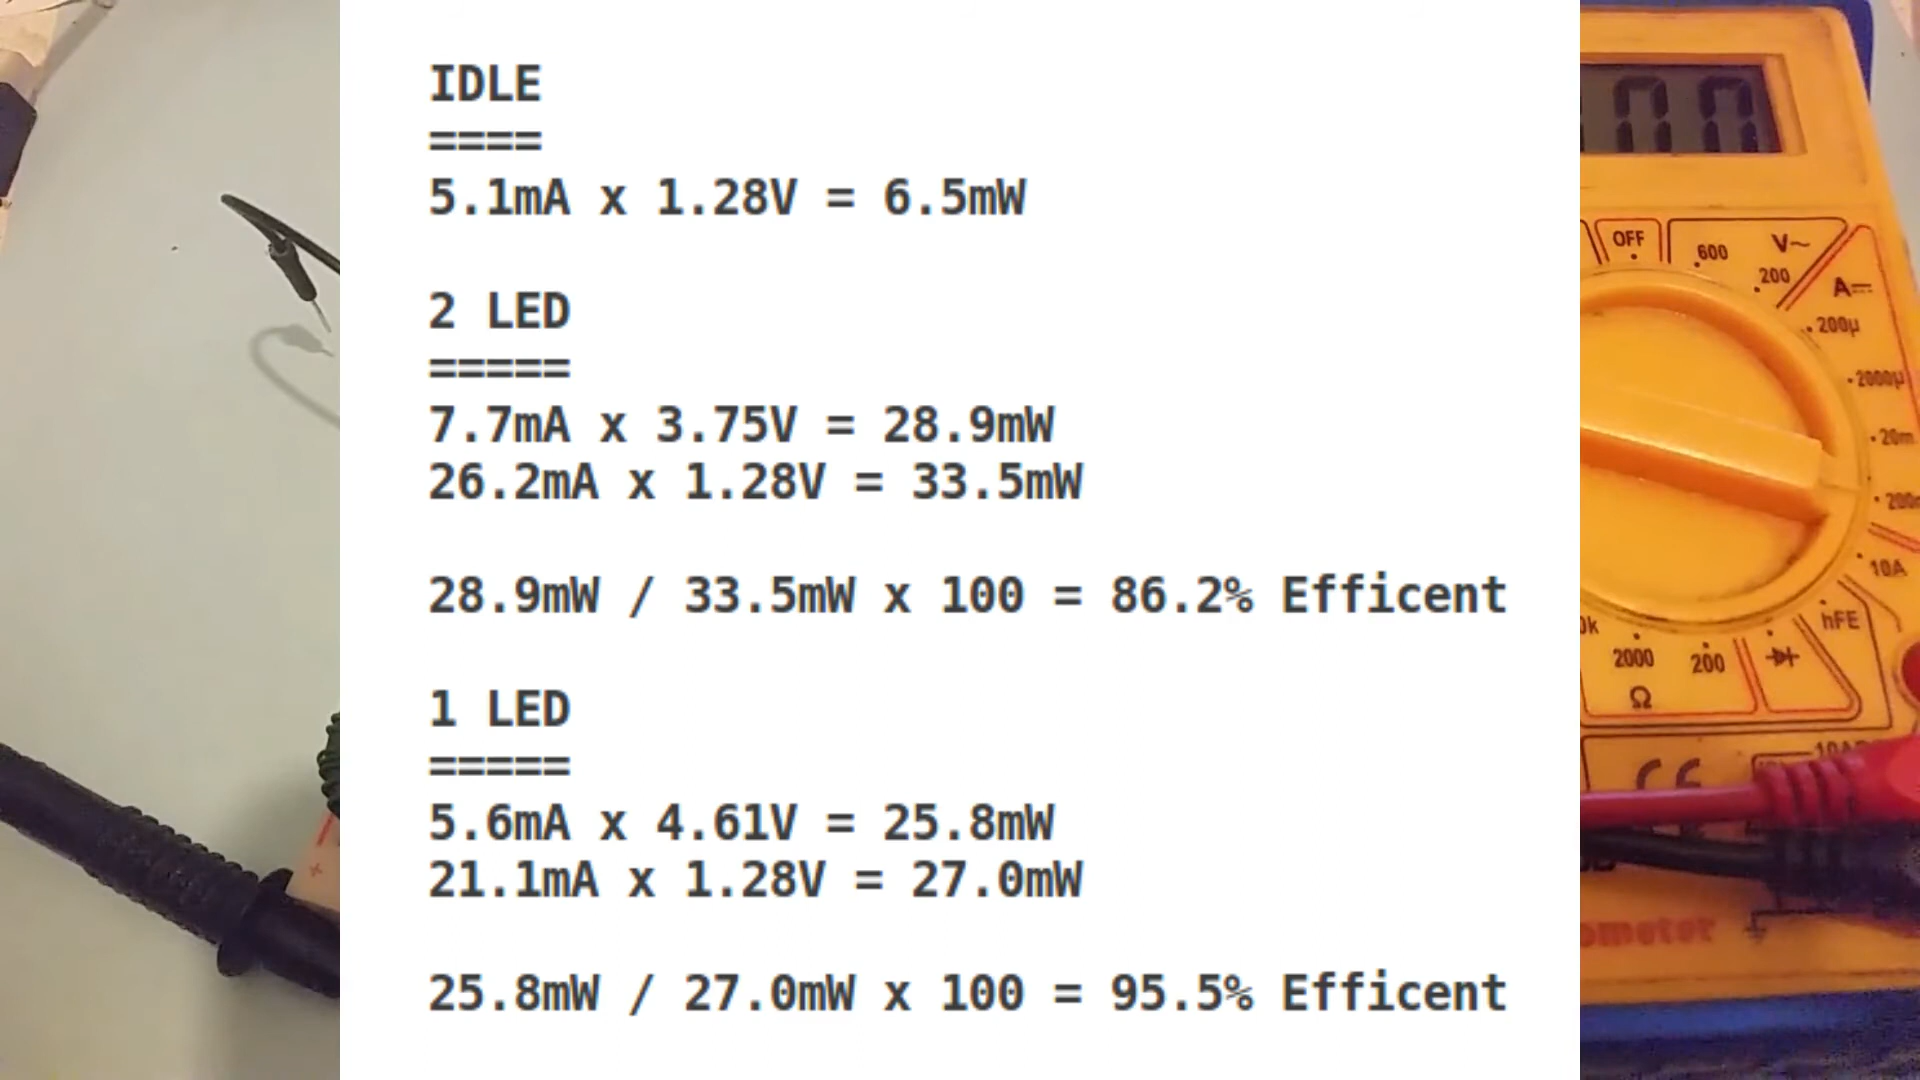 IDLE
====
5.1mA x 1.28V = 6.5mW
2 LED
=====
7.7mA x 3.75V = 28.9mW
26.2mA x 1.28V = 33.5mW
28.9mW / 33.5mW x 100 = 86.2% Efficent
1 LED
=====
5.6mA x 4.61V = 25.8mW
21.1mA x 1.28V = 27.0mW
25.8mW / 27.0mW x 100 = 95.5% Efficent
OFF
600
V~
200
A
200µ
2000µ
20m
10A
hFE
2000
200
Ω
CE